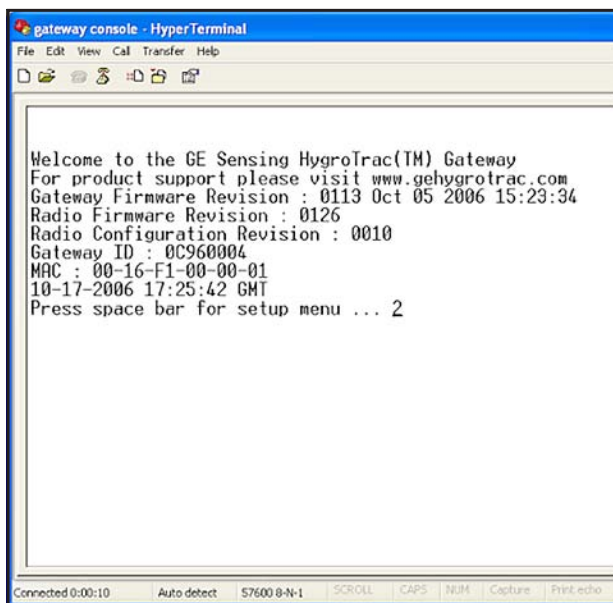 gateway console - HyperTerminal
File Edit View Call Transfer Help
Welcome to the GE Sensing HygroTrac(TM) Gateway
For product support please visit www.gehygrotrac.com
Gateway Firmware Revision : 0113 Oct 05 2006 15:23:34
Radio Firmware Revision : 0126
Radio Configuration Revision : 0010
Gateway ID : 0C960004
MAC : 00-16-F1-00-00-01
10-17-2006 17:25:42 GMT
Press space bar for setup menu ... 2
Connected 0:00:10 Auto detect 57600 8-N-1 SCROLL CAPS NUM Capture Print echo